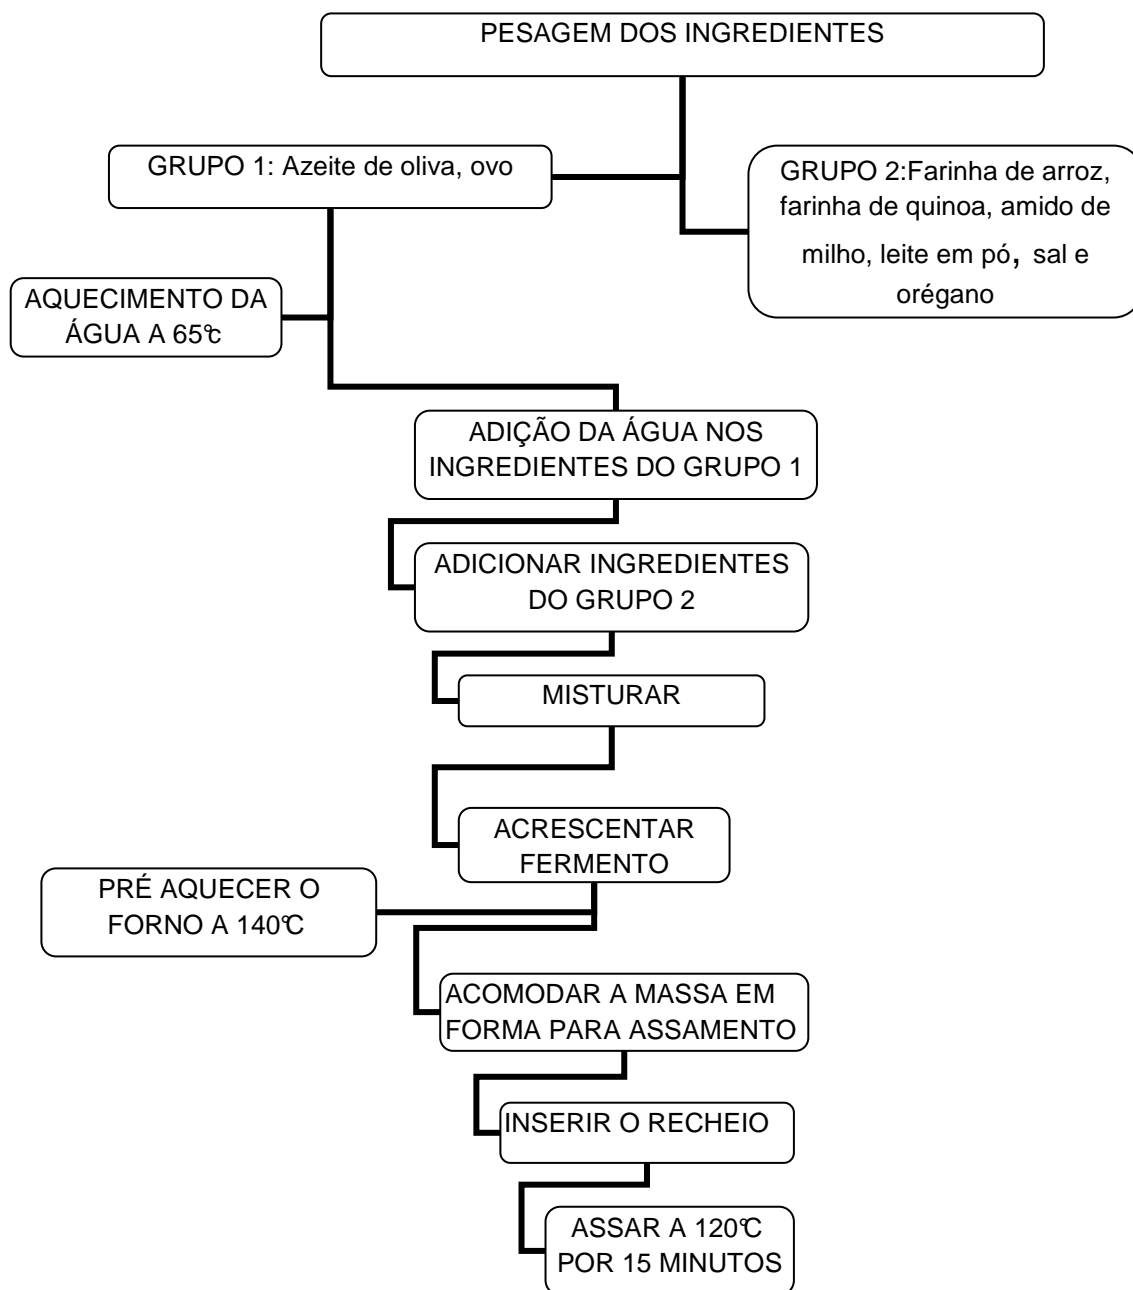 PESAGEM DOS INGREDIENTES
GRUPO 1: Azeite de oliva, ovo
GRUPO 2:Farinha de arroz,
farinha de quinoa, amido de
milho, leite em pó, sal e
orégano
AQUECIMENTO DA
ÁGUA A 65°c
ADIÇÃO DA ÁGUA NOS
INGREDIENTES DO GRUPO 1
ADICIONAR INGREDIENTES
DO GRUPO 2
MISTURAR
ACRESCENTAR
FERMENTO
PRÉ AQUECER O
FORNO A 140°C
ACOMODAR A MASSA EM
FORMA PARA ASSAMENTO
INSERIR O RECHEIO
ASSAR A 120°C
POR 15 MINUTOS